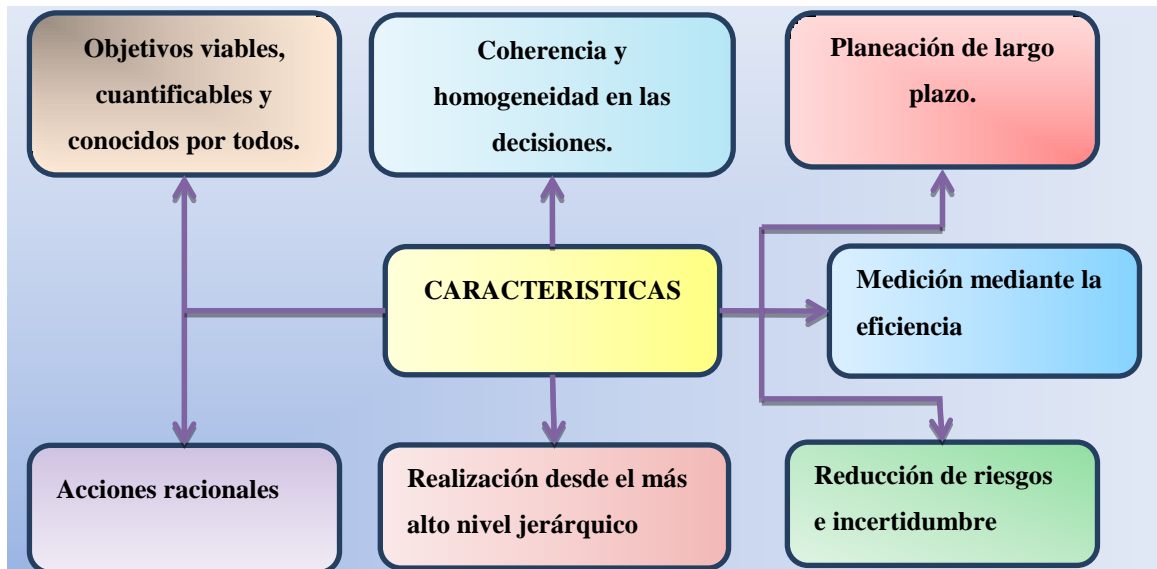 Objetivos viables,
cuantificables y
conocidos por todos.
Coherencia y
homogeneidad en las
decisiones.
Planeación de largo
plazo.
CARACTERISTICAS
Medición mediante la
eficiencia
Acciones racionales
Realización desde el más
alto nivel jerárquico
Reducción de riesgos
e incertidumbre